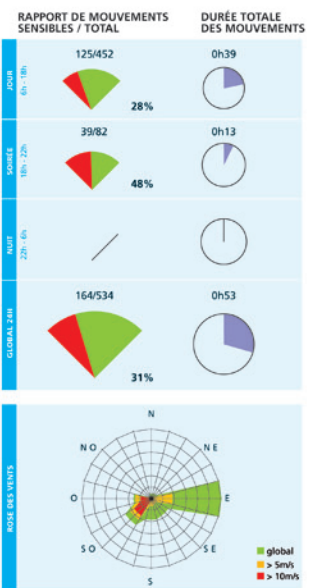 RAPPORT DE MOUVEMENTS
SENSIBLES / TOTAL
DURÉE TOTALE
DES MOUVEMENTS
JOUR
6h - 18h
125/452
28%
0h39
SOIRÉE
18h - 22h
39/82
48%
0h13
NUIT
22h - 6h
GLOBAL 24H
164/534
31%
0h53
ROSE DES VENTS
N
NO
NE
O
E
SO
SE
S
global
> 5m/s
> 10m/s